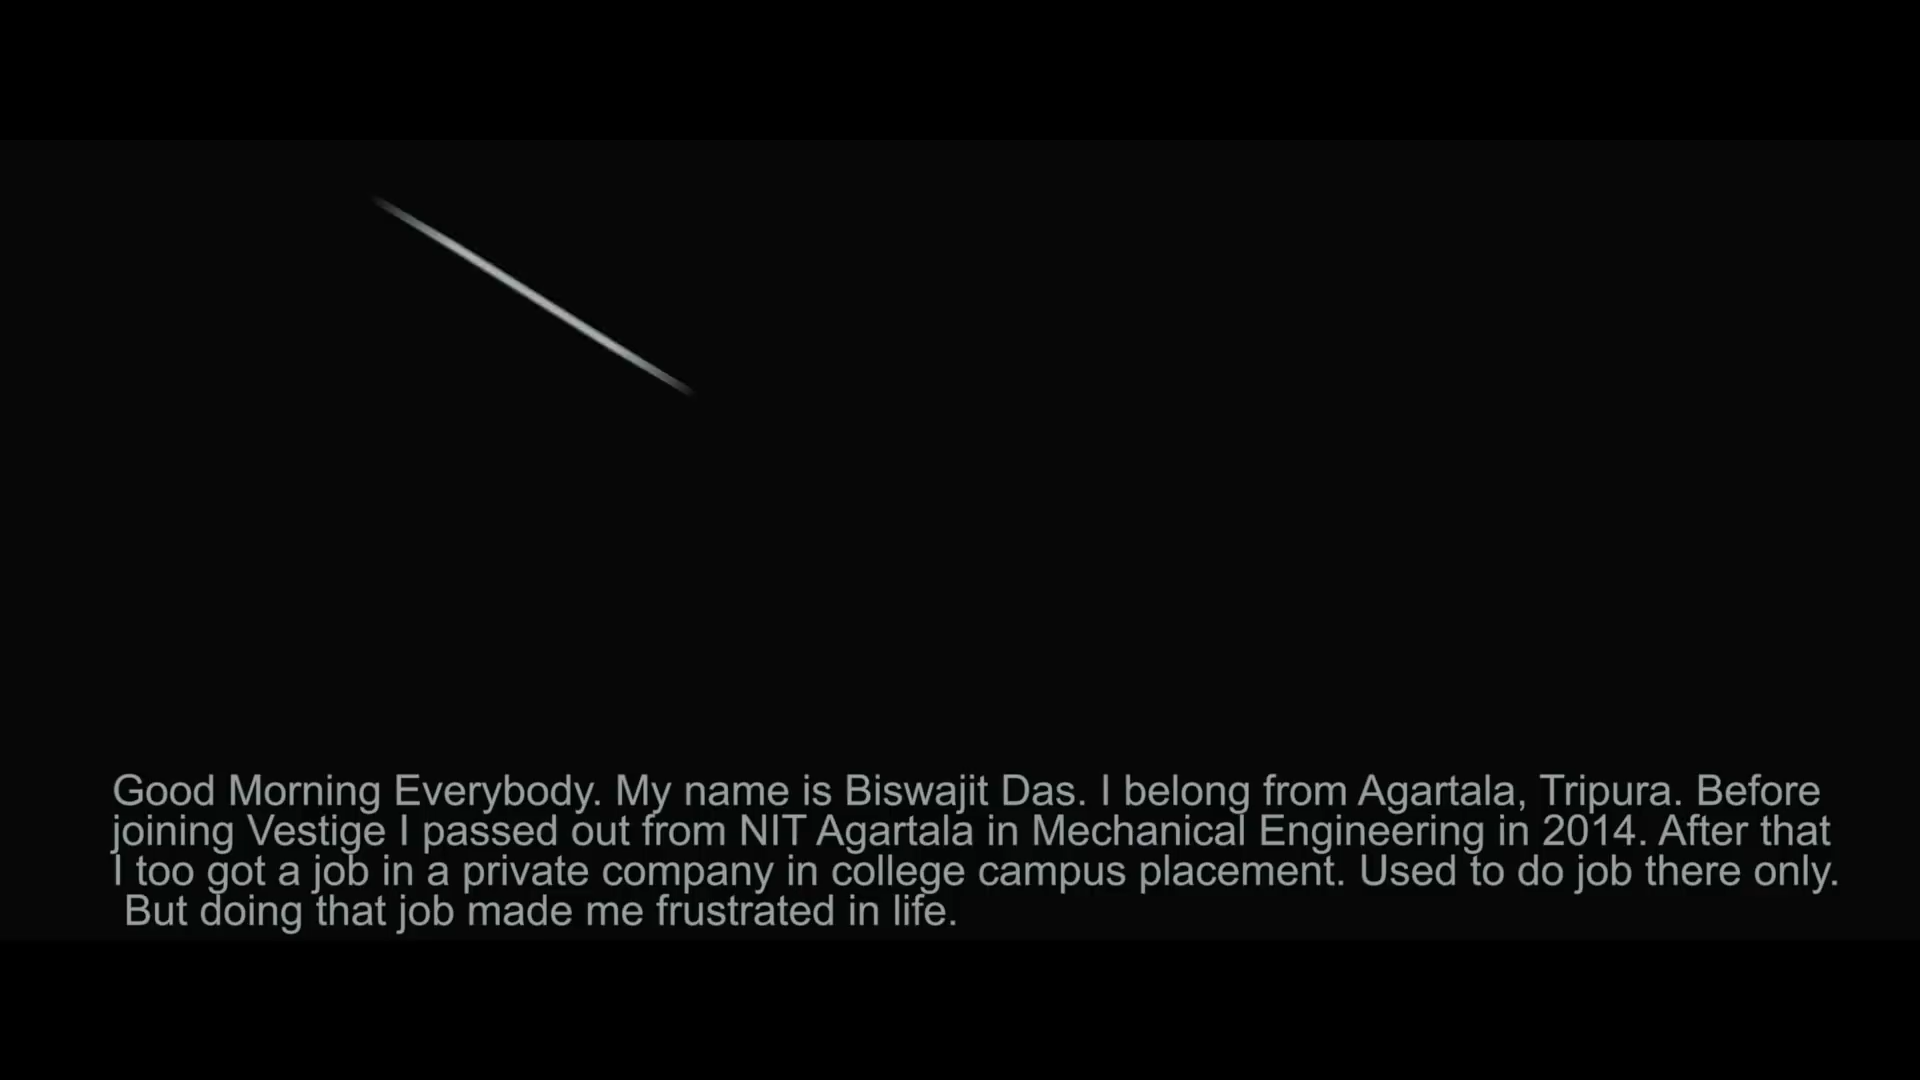 Good Morning Everybody. My name is Biswajit Das. I belong from Agartala, Tripura. Before
joining Vestige I passed out from NIT Agartala in Mechanical Engineering in 2014. After that
I too got a job in a private company in college campus placement. Used to do job there only.
But doing that job made me frustrated in life.